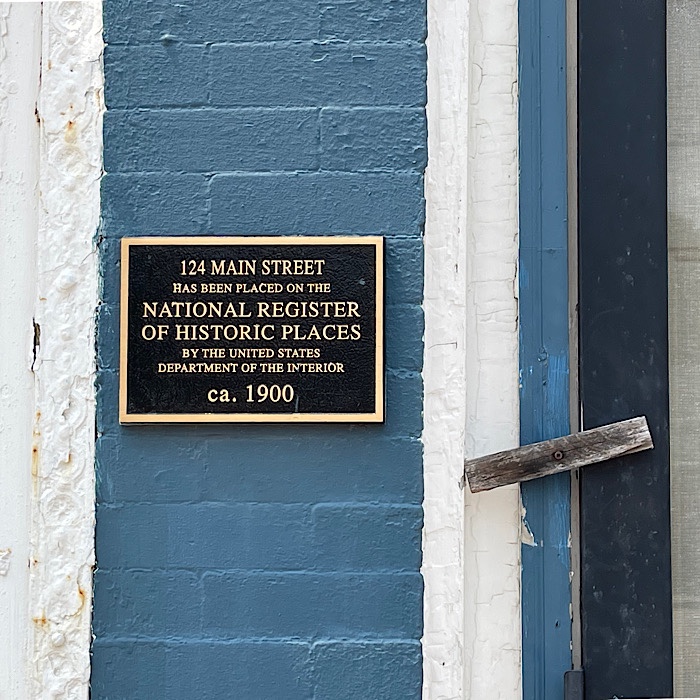 124 MAIN STREET
HAS BEEN PLACED ON THE
NATIONAL REGISTER
OF HISTORIC PLACES
BY THE UNITED STATES
DEPARTMENT OF THE INTERIOR
ca. 1900